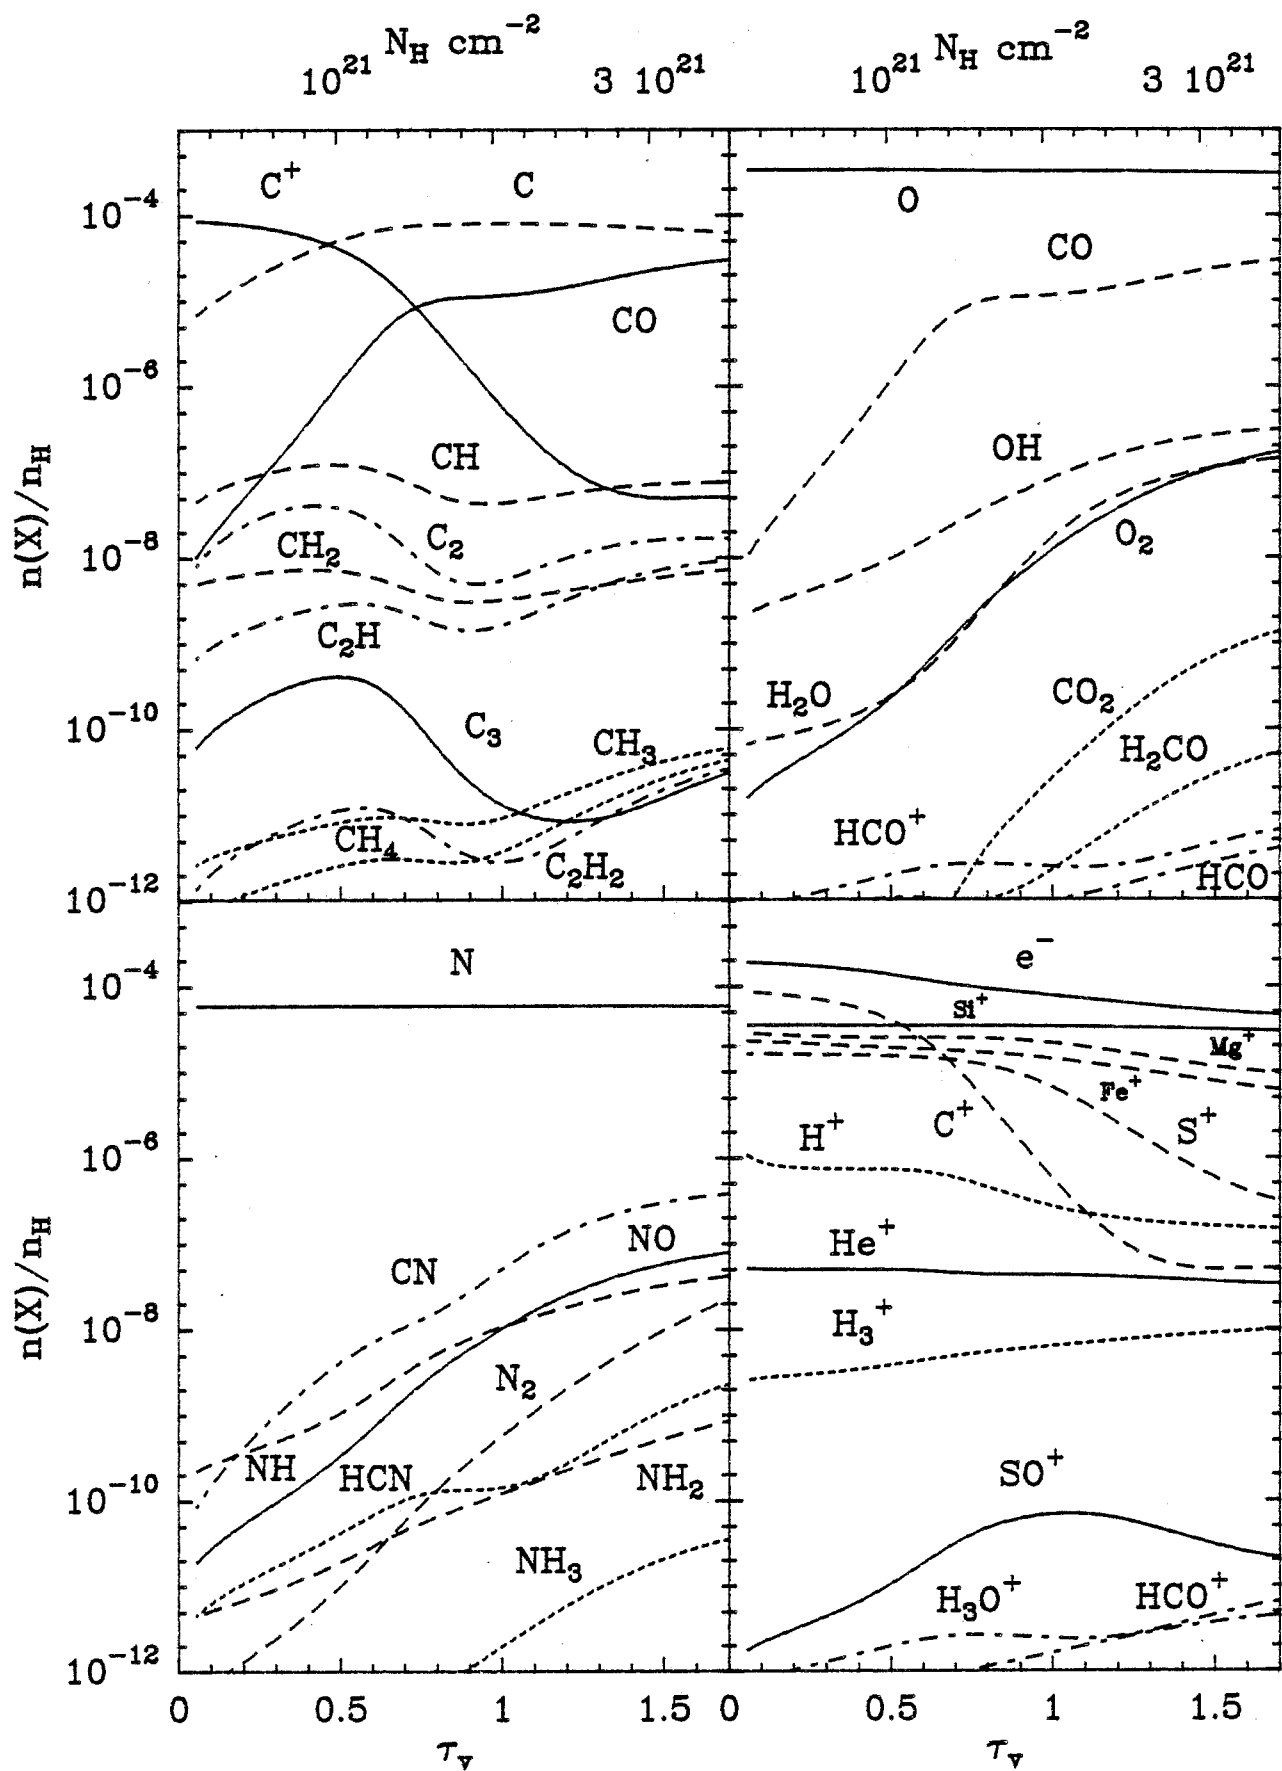 N_H cm⁻² N_H cm⁻²
10²¹ 3 10²¹ 10²¹ 3 10²¹
C⁺ C O
10⁻⁴
CO
CO
10⁻⁶
CH OH
n(X)/n_H
CH₂ C₂ O₂
10⁻⁸
C₂H
H₂O CO₂
10⁻¹⁰ C₃ CH₃ H₂CO
CH₄ HCO⁺
C₂H₂ HCO
10⁻¹²
N e⁻
10⁻⁴
Si⁺
Mg⁺
Fe⁺
H⁺ C⁺ S⁺
10⁻⁶
n(X)/n_H
CN NO He⁺
10⁻⁸ H₃⁺
N₂
NH HCN NH₂ SO⁺
10⁻¹⁰
NH₃ H₃O⁺ HCO⁺
10⁻¹²
0 0.5 1 1.5 0 0.5 1 1.5
τ_v τ_v